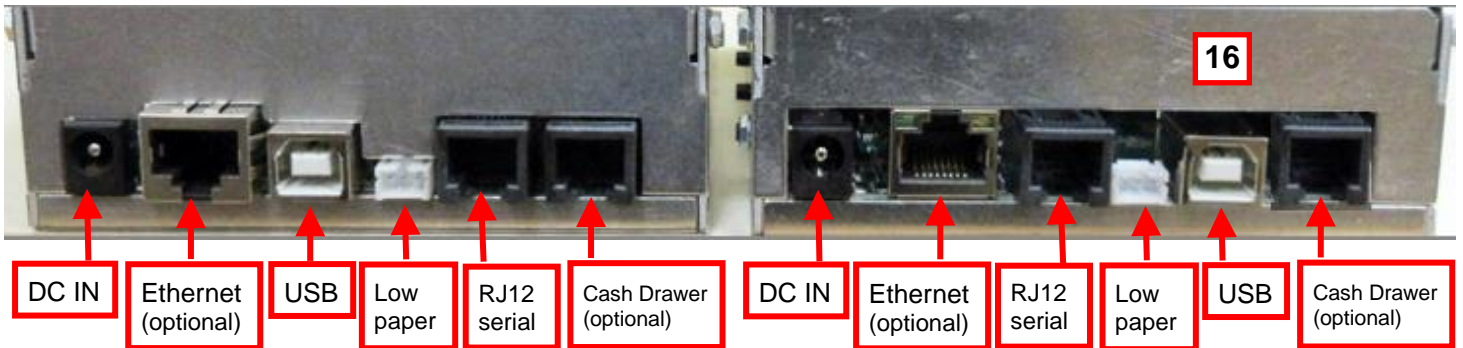 16
DC IN
Ethernet
(optional)
USB
Low
paper
RJ12
serial
Cash Drawer
(optional)
DC IN
Ethernet
(optional)
RJ12
serial
Low
paper
USB
Cash Drawer
(optional)